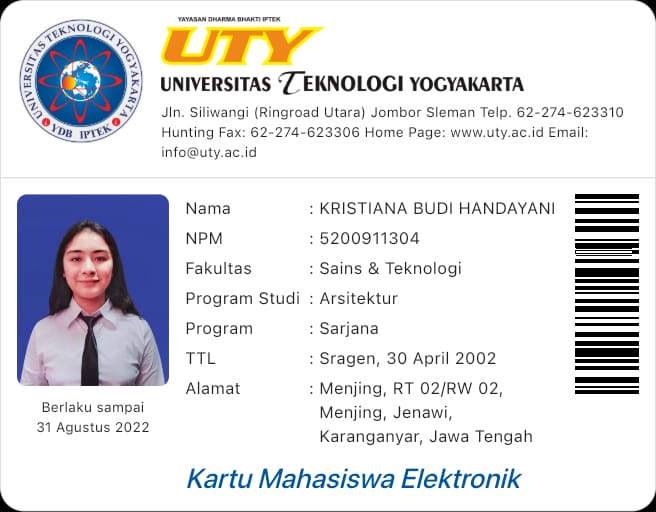 YAYASAN DHARMA BHAKTI IPTEK
UTY
UNIVERSITAS TEKNOLOGI YOGYAKARTA
UNIVERSITAS TEKNOLOGI YOGYAKARTA
YDB IPTEK
Jln. Siliwangi (Ringroad Utara) Jombor Sleman Telp. 62-274-623310
Hunting Fax: 62-274-623306 Home Page: www.uty.ac.id Email:
info@uty.ac.id
Nama : KRISTIANA BUDI HANDAYANI
NPM : 5200911304
Fakultas : Sains & Teknologi
Program Studi : Arsitektur
Program : Sarjana
TTL : Sragen, 30 April 2002
Alamat : Menjing, RT 02/RW 02,
Menjing, Jenawi,
Karanganyar, Jawa Tengah
Berlaku sampai
31 Agustus 2022
Kartu Mahasiswa Elektronik